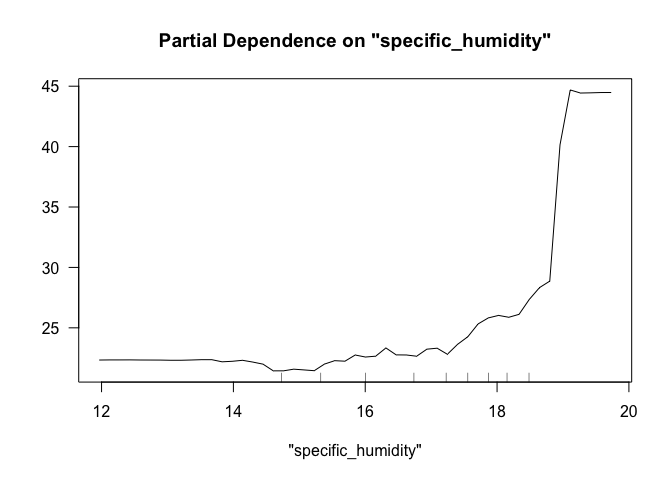 Partial Dependence on "specific_humidity"
45
40
35
30
25
12 14 16 18 20
"specific_humidity"